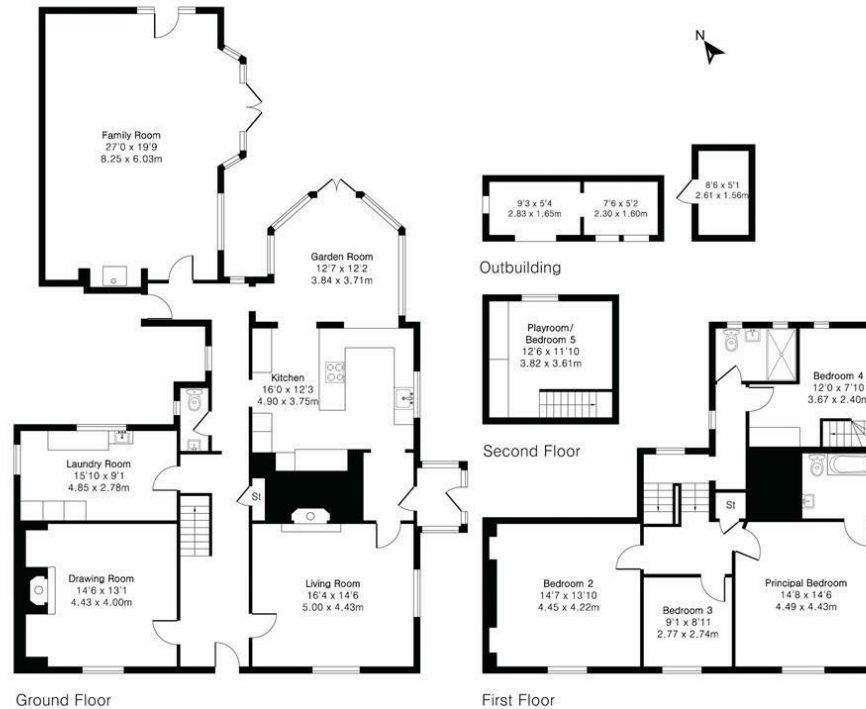 Family Room
27'0 x 19'9
8.25 x 6.03m
N
9'3 x 5'4
2.83 x 1.65m
7'6 x 5'2
2.30 x 1.60m
8'6 x 5'1
2.61 x 1.56m
Outbuilding
Garden Room
12'7 x 12'2
3.84 x 3.71m
Kitchen
16'0 x 12'3
4.90 x 3.75m
Playroom/
Bedroom 5
12'6 x 11'10
3.82 x 3.61m
Second Floor
Bedroom 4
12'0 x 7'10
3.67 x 2.40m
Laundry Room
15'10 x 9'1
4.85 x 2.78m
St
St
Drawing Room
14'6 x 13'1
4.43 x 4.00m
Living Room
16'4 x 14'6
5.00 x 4.43m
Bedroom 2
14'7 x 13'10
4.45 x 4.22m
Bedroom 3
9'1 x 8'11
2.77 x 2.74m
Principal Bedroom
14'8 x 14'6
4.49 x 4.43m
Ground Floor
First Floor